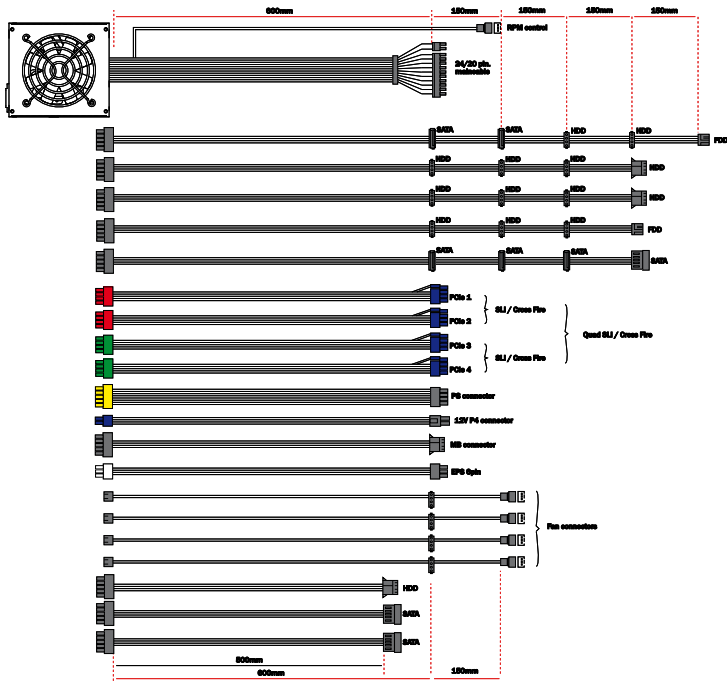 600mm 150mm 150mm 150mm 150mm
RPM control
24/20 pin.
SATA SATA HDD HDD FDD
HDD HDD HDD HDD
HDD HDD HDD HDD
HDD HDD HDD FDD
SATA SATA SATA SATA
PCIe 1
SLI / Cross Fire
PCIe 2
Quad SLI / Cross Fire
PCIe 3
SLI / Cross Fire
PCIe 4
connector
12V P4 connector
MB connector
EPS 6pin
Fan connectors
HDD
SATA
SATA
500mm
600mm 150mm